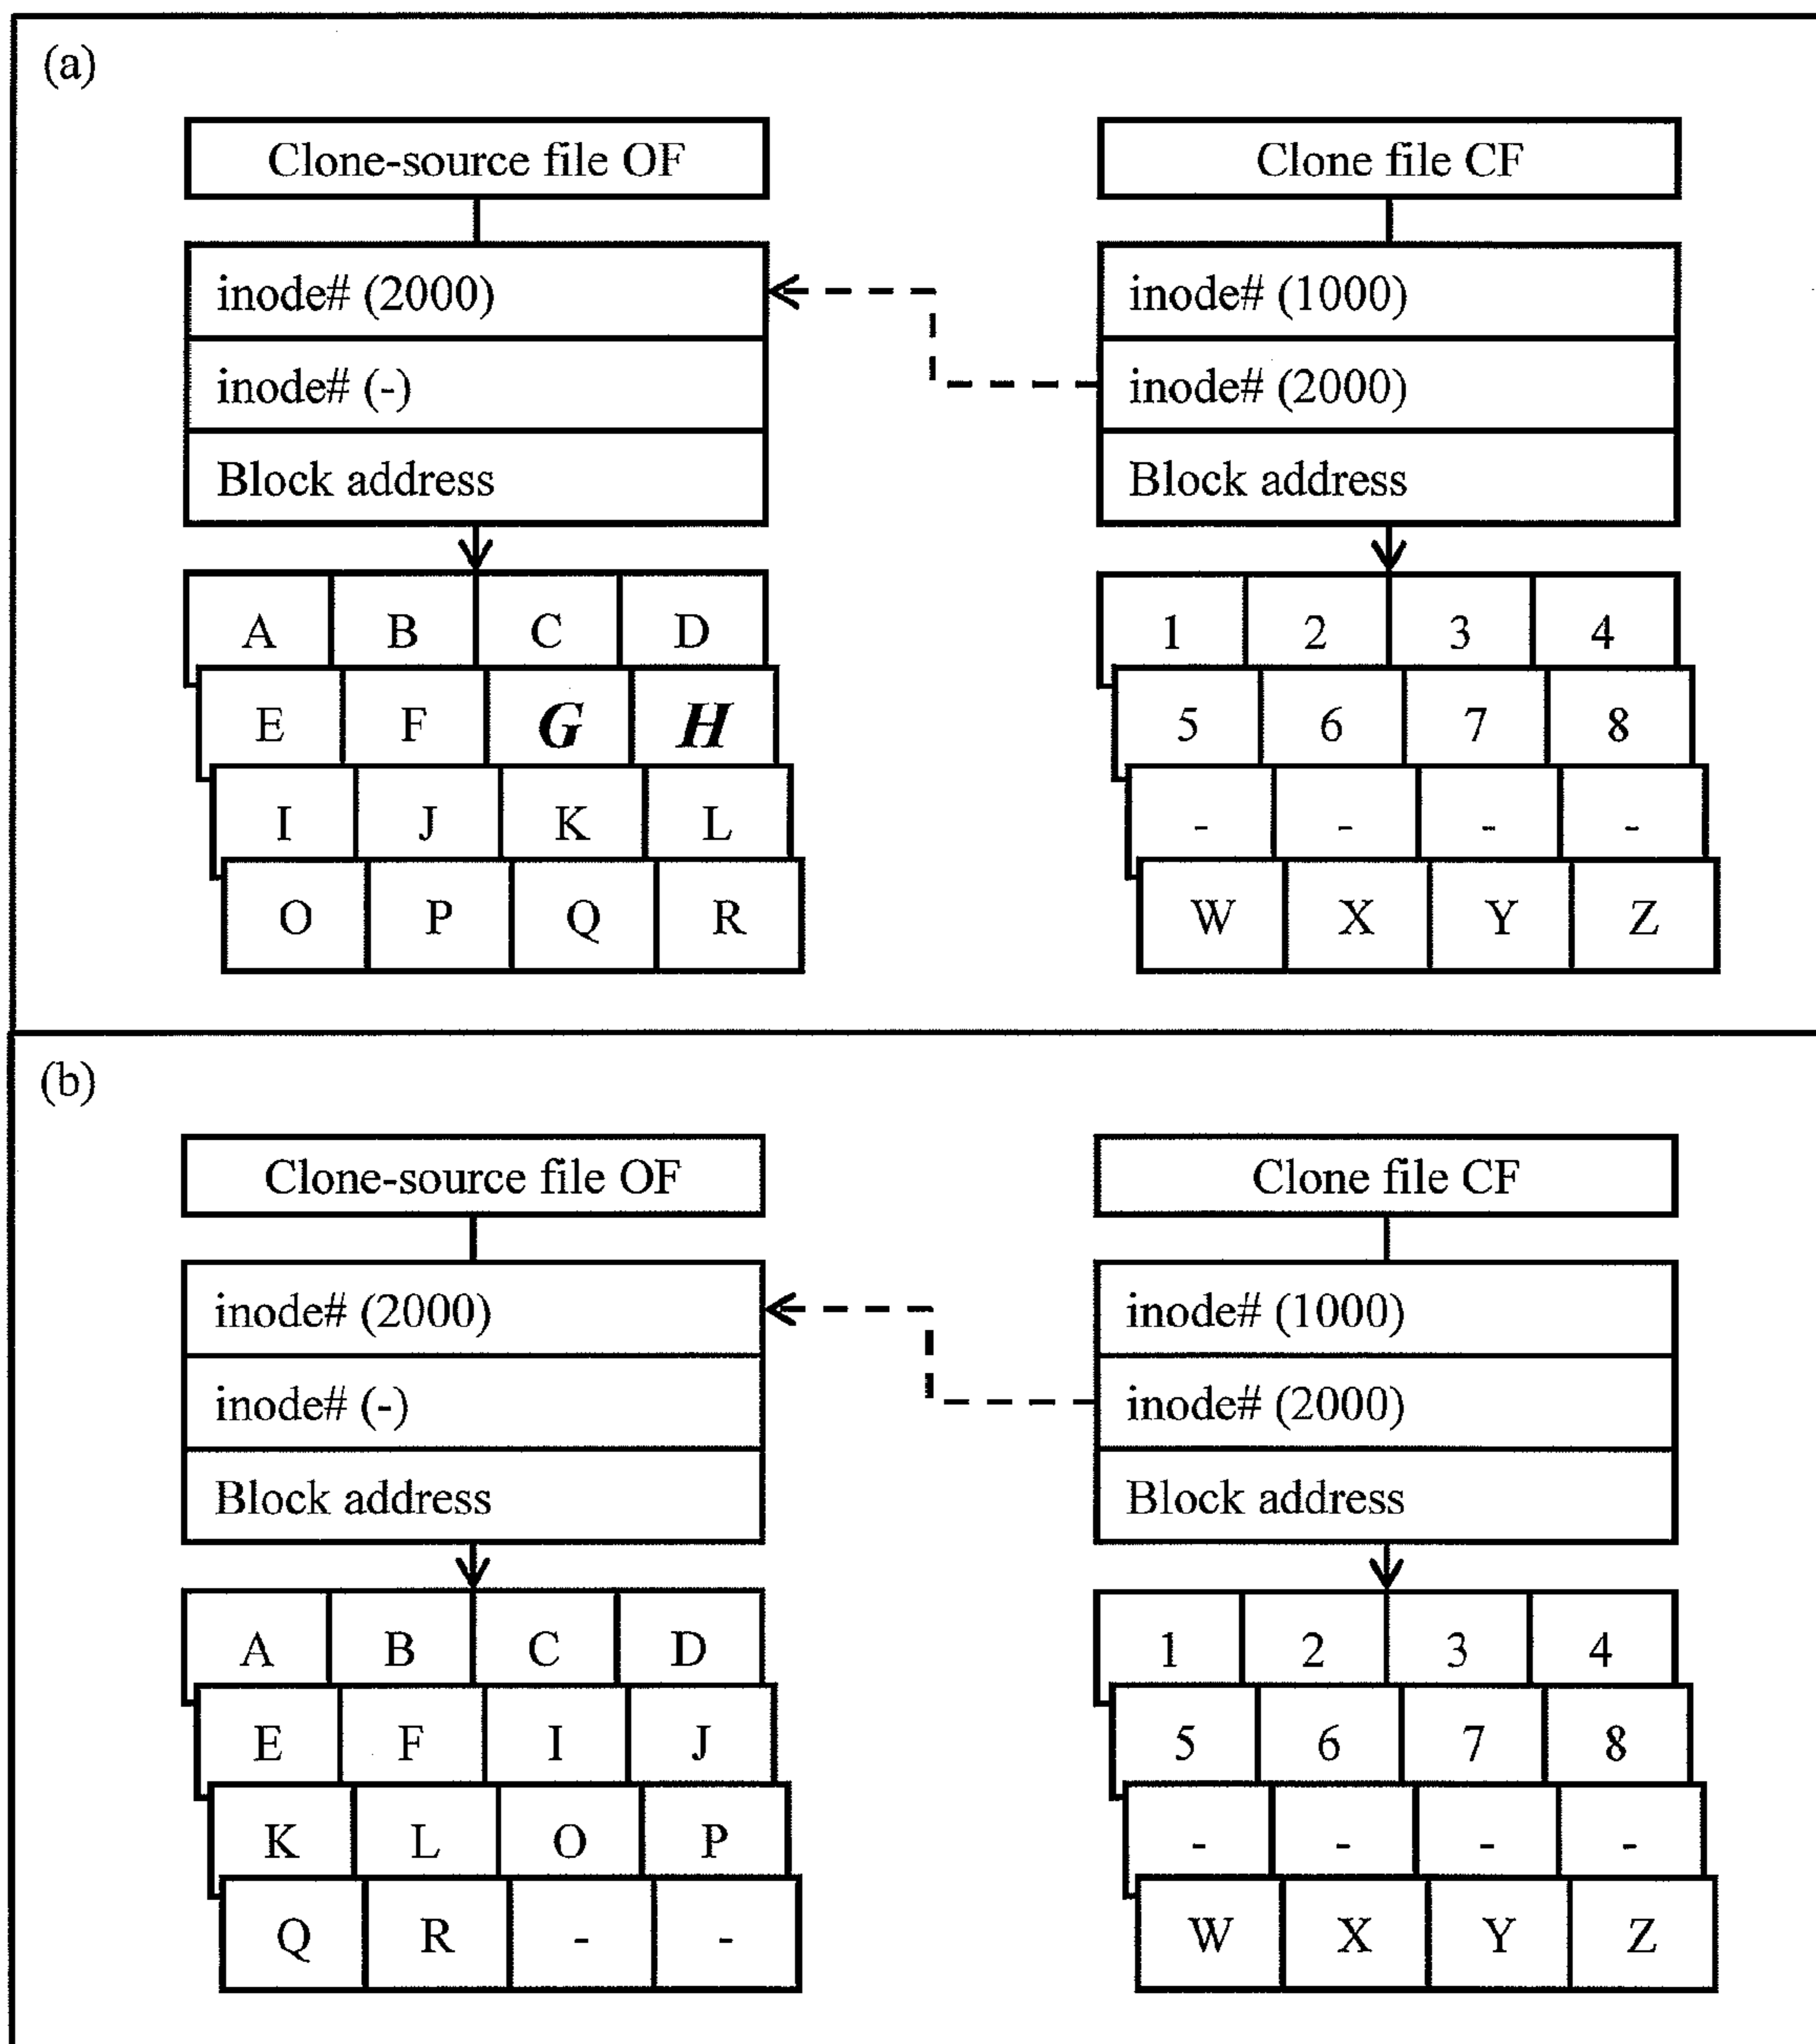 (a)
Clone-source file OF
Clone file CF
inode# (2000)
inode# (1000)
inode# (-)
inode# (2000)
Block address
Block address
A B C D
1 2 3 4
E F G H
5 6 7 8
I J K L
- - - -
O P Q R
W X Y Z
(b)
Clone-source file OF
Clone file CF
inode# (2000)
inode# (1000)
inode# (-)
inode# (2000)
Block address
Block address
A B C D
1 2 3 4
E F I J
5 6 7 8
K L O P
- - - -
Q R - -
W X Y Z